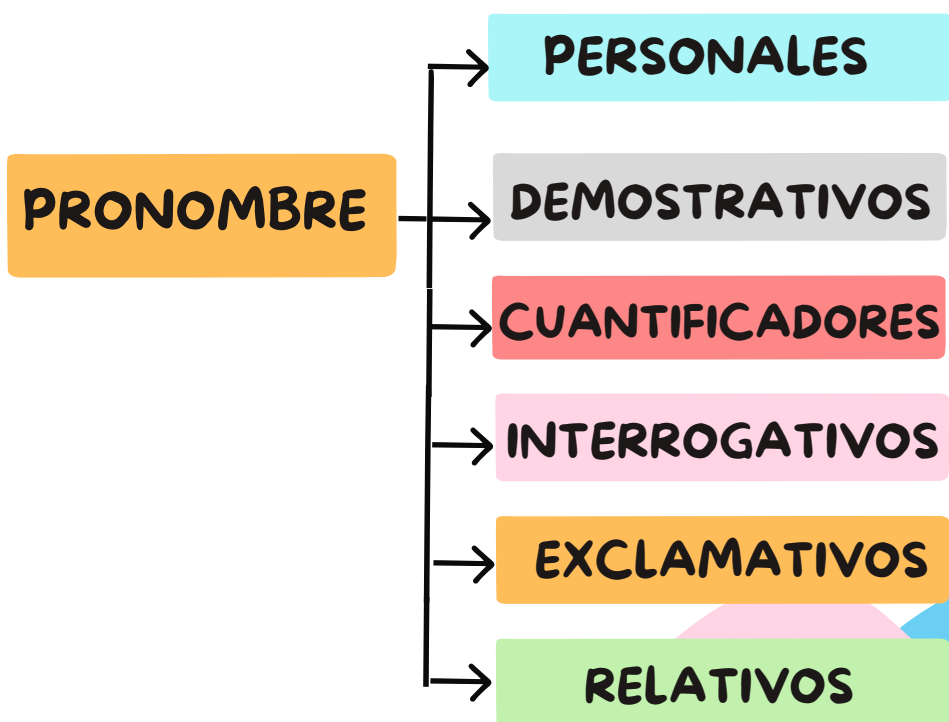 PRONOMBRE
PERSONALES
DEMOSTRATIVOS
CUANTIFICADORES
INTERROGATIVOS
EXCLAMATIVOS
RELATIVOS